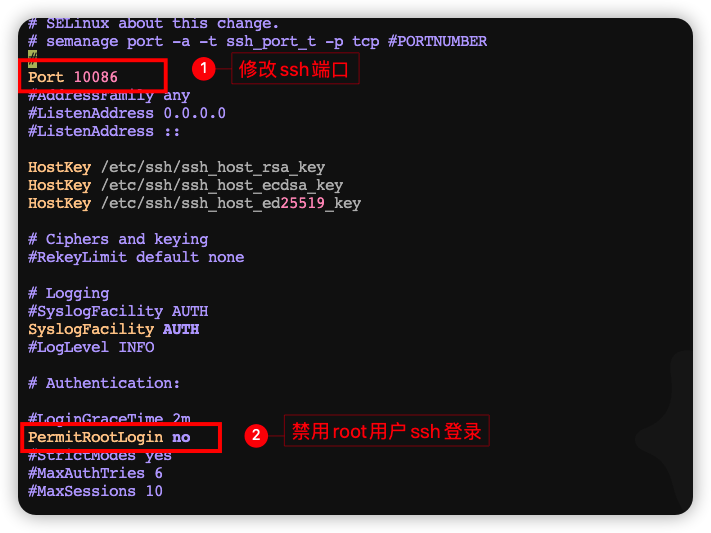 # SELinux about this change.
# semanage port -a -t ssh_port_t -p tcp #PORTNUMBER
#
Port 10086
1 修改ssh端口
#AddressFamily any
#ListenAddress 0.0.0.0
#ListenAddress ::
HostKey /etc/ssh/ssh_host_rsa_key
HostKey /etc/ssh/ssh_host_ecdsa_key
HostKey /etc/ssh/ssh_host_ed25519_key
# Ciphers and keying
#RekeyLimit default none
# Logging
#SyslogFacility AUTH
SyslogFacility AUTH
#LogLevel INFO
# Authentication:
#LoginGraceTime 2m
PermitRootLogin no
2 禁用root用户ssh登录
#StrictModes yes
#MaxAuthTries 6
#MaxSessions 10